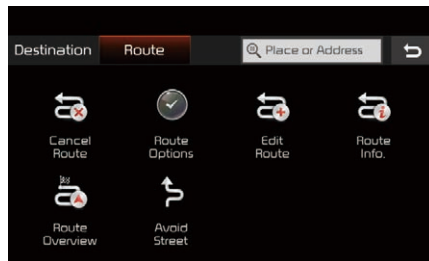 Destination
Route
Place or Address
Cancel
Route
Route
Options
Edit
Route
Route
Info.
Route
Overview
Avoid
Street